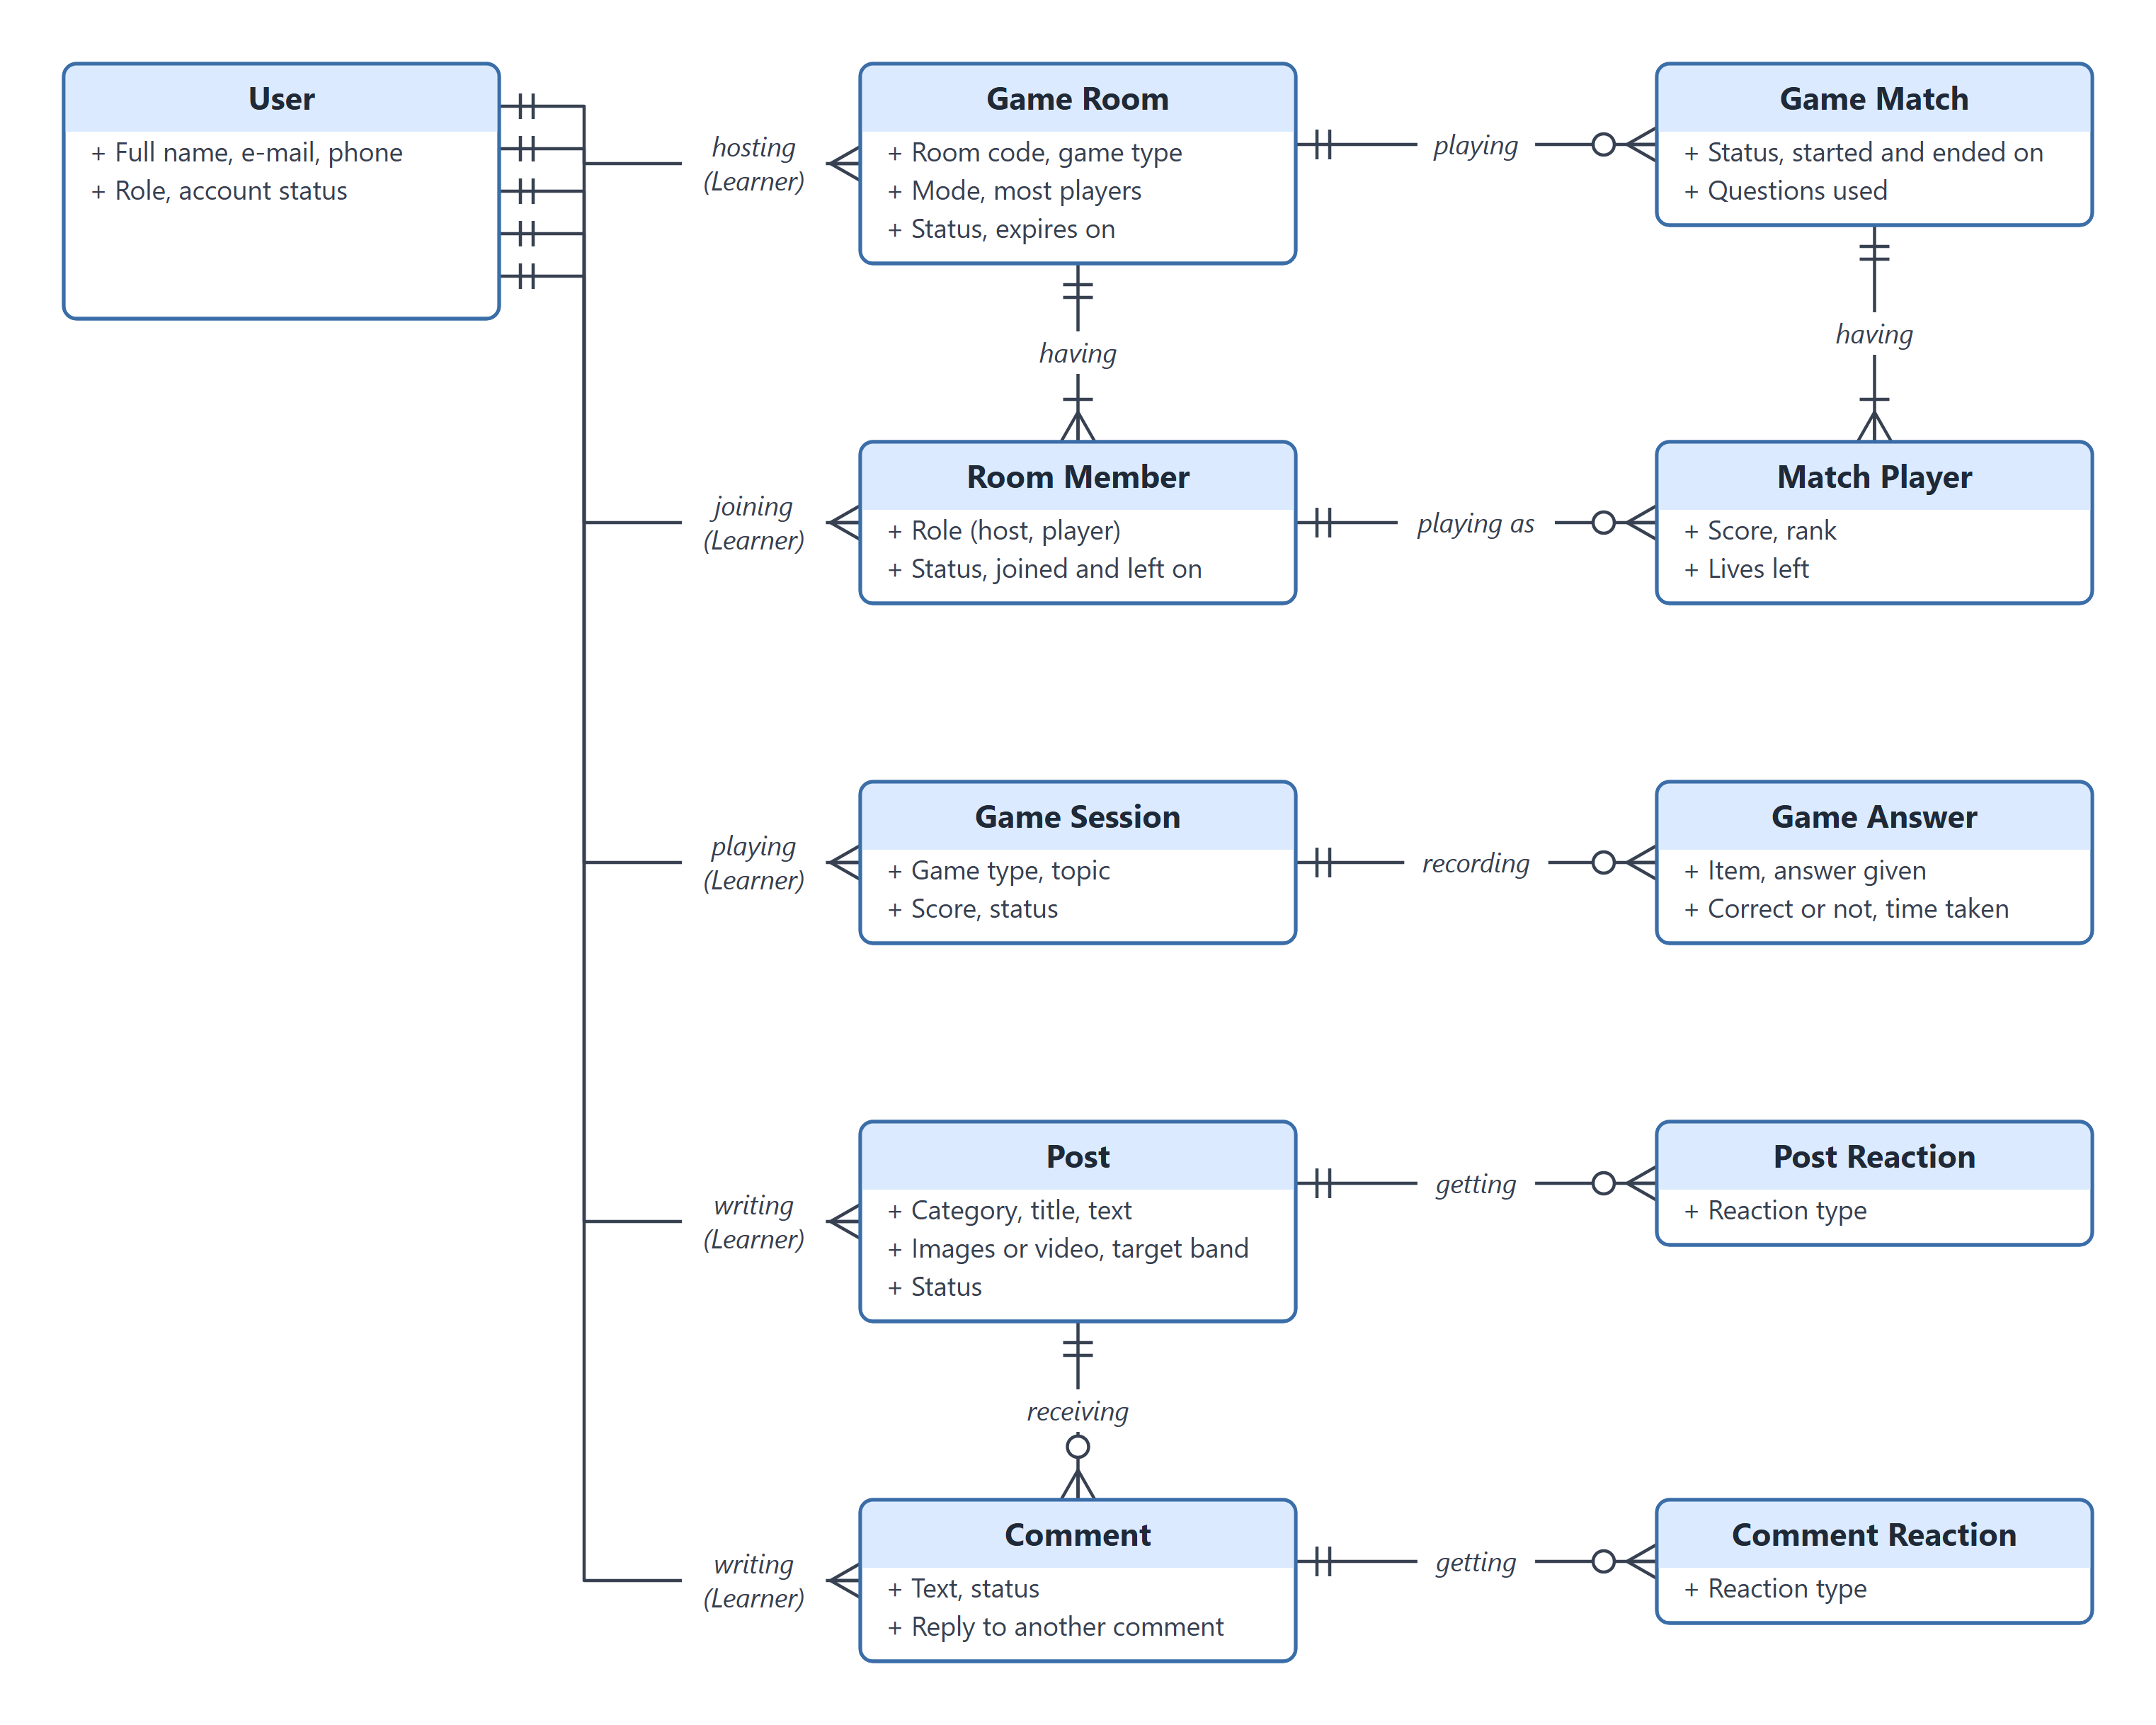 User
+ Full name, e-mail, phone
+ Role, account status
hosting
(Learner)
Game Room
+ Room code, game type
+ Mode, most players
+ Status, expires on
playing
Game Match
+ Status, started and ended on
+ Questions used
having
having
joining
(Learner)
Room Member
+ Role (host, player)
+ Status, joined and left on
playing as
Match Player
+ Score, rank
+ Lives left
playing
(Learner)
Game Session
+ Game type, topic
+ Score, status
recording
Game Answer
+ Item, answer given
+ Correct or not, time taken
writing
(Learner)
Post
+ Category, title, text
+ Images or video, target band
+ Status
getting
Post Reaction
+ Reaction type
receiving
writing
(Learner)
Comment
+ Text, status
+ Reply to another comment
getting
Comment Reaction
+ Reaction type